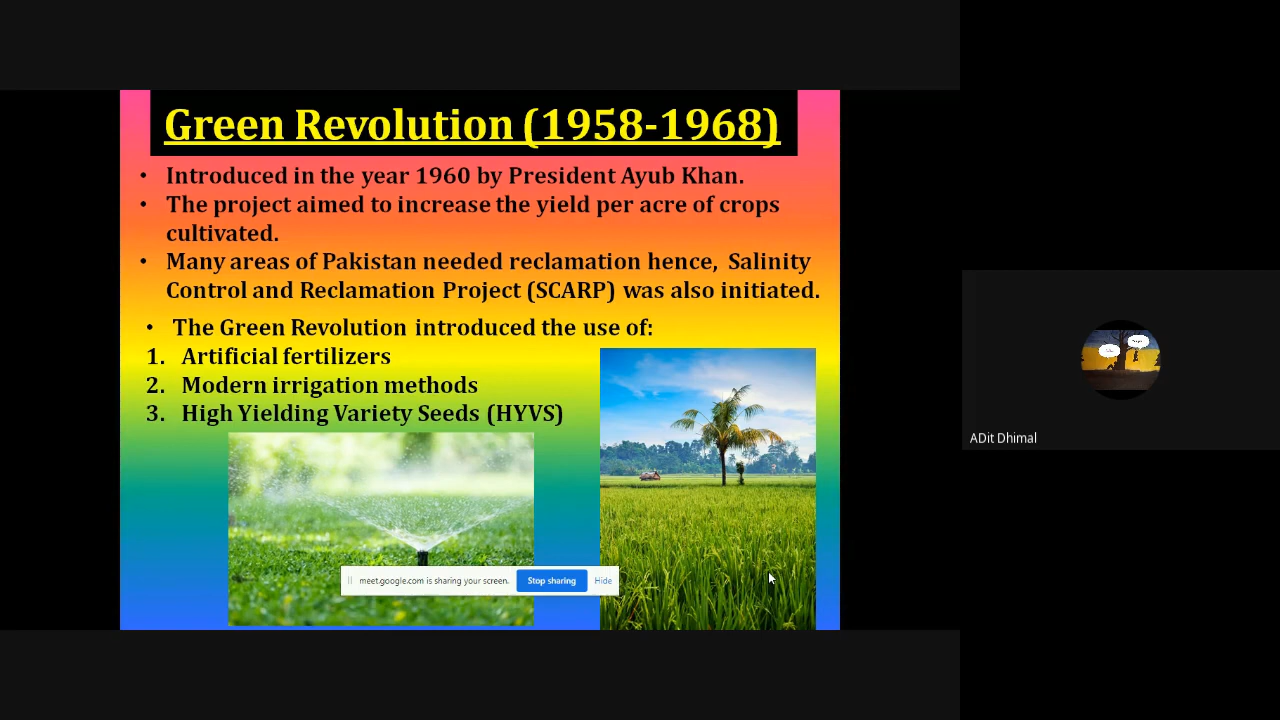 Green Revolution (1958-1968)
• Introduced in the year 1960 by President Ayub Khan.
• The project aimed to increase the yield per acre of crops
cultivated.
• Many areas of Pakistan needed reclamation hence, Salinity
Control and Reclamation Project (SCARP) was also initiated.
• The Green Revolution introduced the use of:
1. Artificial fertilizers
2. Modern irrigation methods
3. High Yielding Variety Seeds (HYVS)
meet.google.com is sharing your screen. Stop sharing Hide
ADit Dhimal